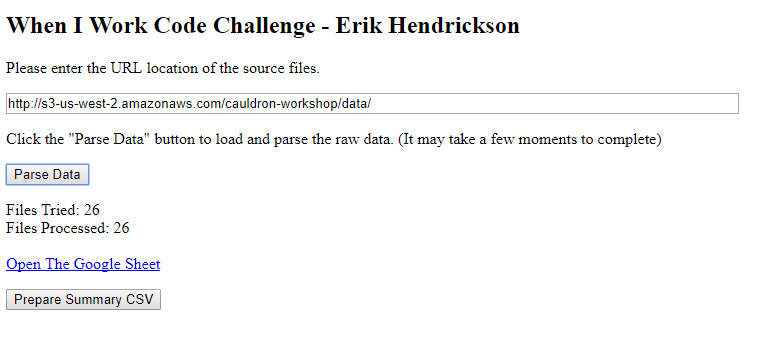 When I Work Code Challenge - Erik Hendrickson
Please enter the URL location of the source files.
http://s3-us-west-2.amazonaws.com/cauldron-workshop/data/
Click the "Parse Data" button to load and parse the raw data. (It may take a few moments to complete)
Parse Data
Files Tried: 26
Files Processed: 26
Open The Google Sheet
Prepare Summary CSV